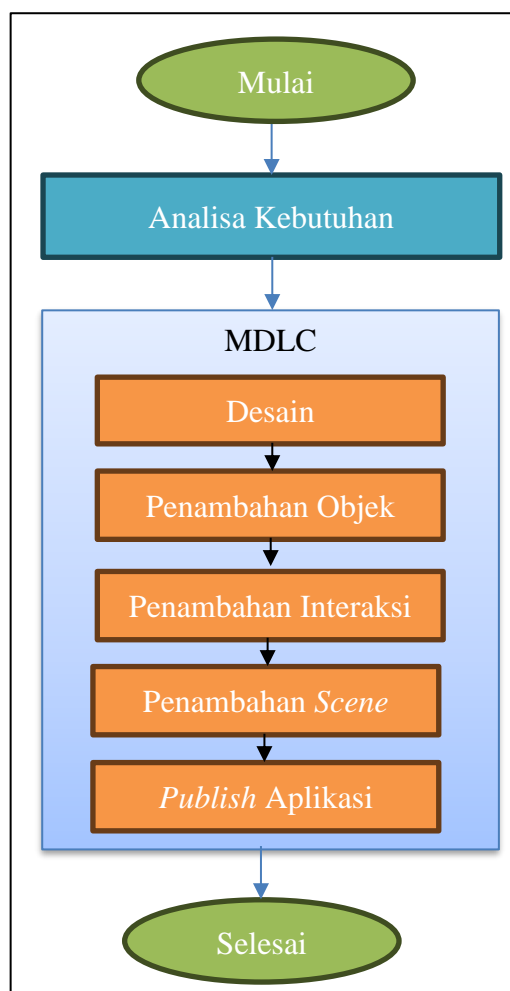 Mulai
Analisa Kebutuhan
MDLC
Desain
Penambahan Objek
Penambahan Interaksi
Penambahan Scene
Publish Aplikasi
Selesai